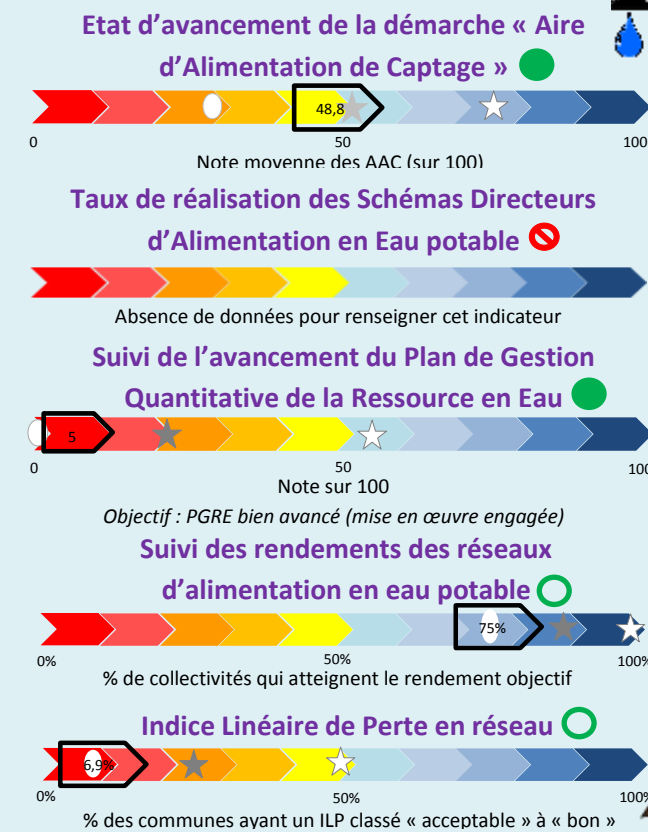 Etat d’avancement de la démarche « Aire
d’Alimentation de Captage »
48,8
0 50 100
Note moyenne des AAC (sur 100)
Taux de réalisation des Schémas Directeurs
d’Alimentation en Eau potable
Absence de données pour renseigner cet indicateur
Suivi de l’avancement du Plan de Gestion
Quantitative de la Ressource en Eau
5
0 50 100
Note sur 100
Objectif : PGRE bien avancé (mise en œuvre engagée)
Suivi des rendements des réseaux
d’alimentation en eau potable
75%
0% 50% 100%
% de collectivités qui atteignent le rendement objectif
Indice Linéaire de Perte en réseau
6,9%
0% 50% 100%
% des communes ayant un ILP classé « acceptable » à « bon »